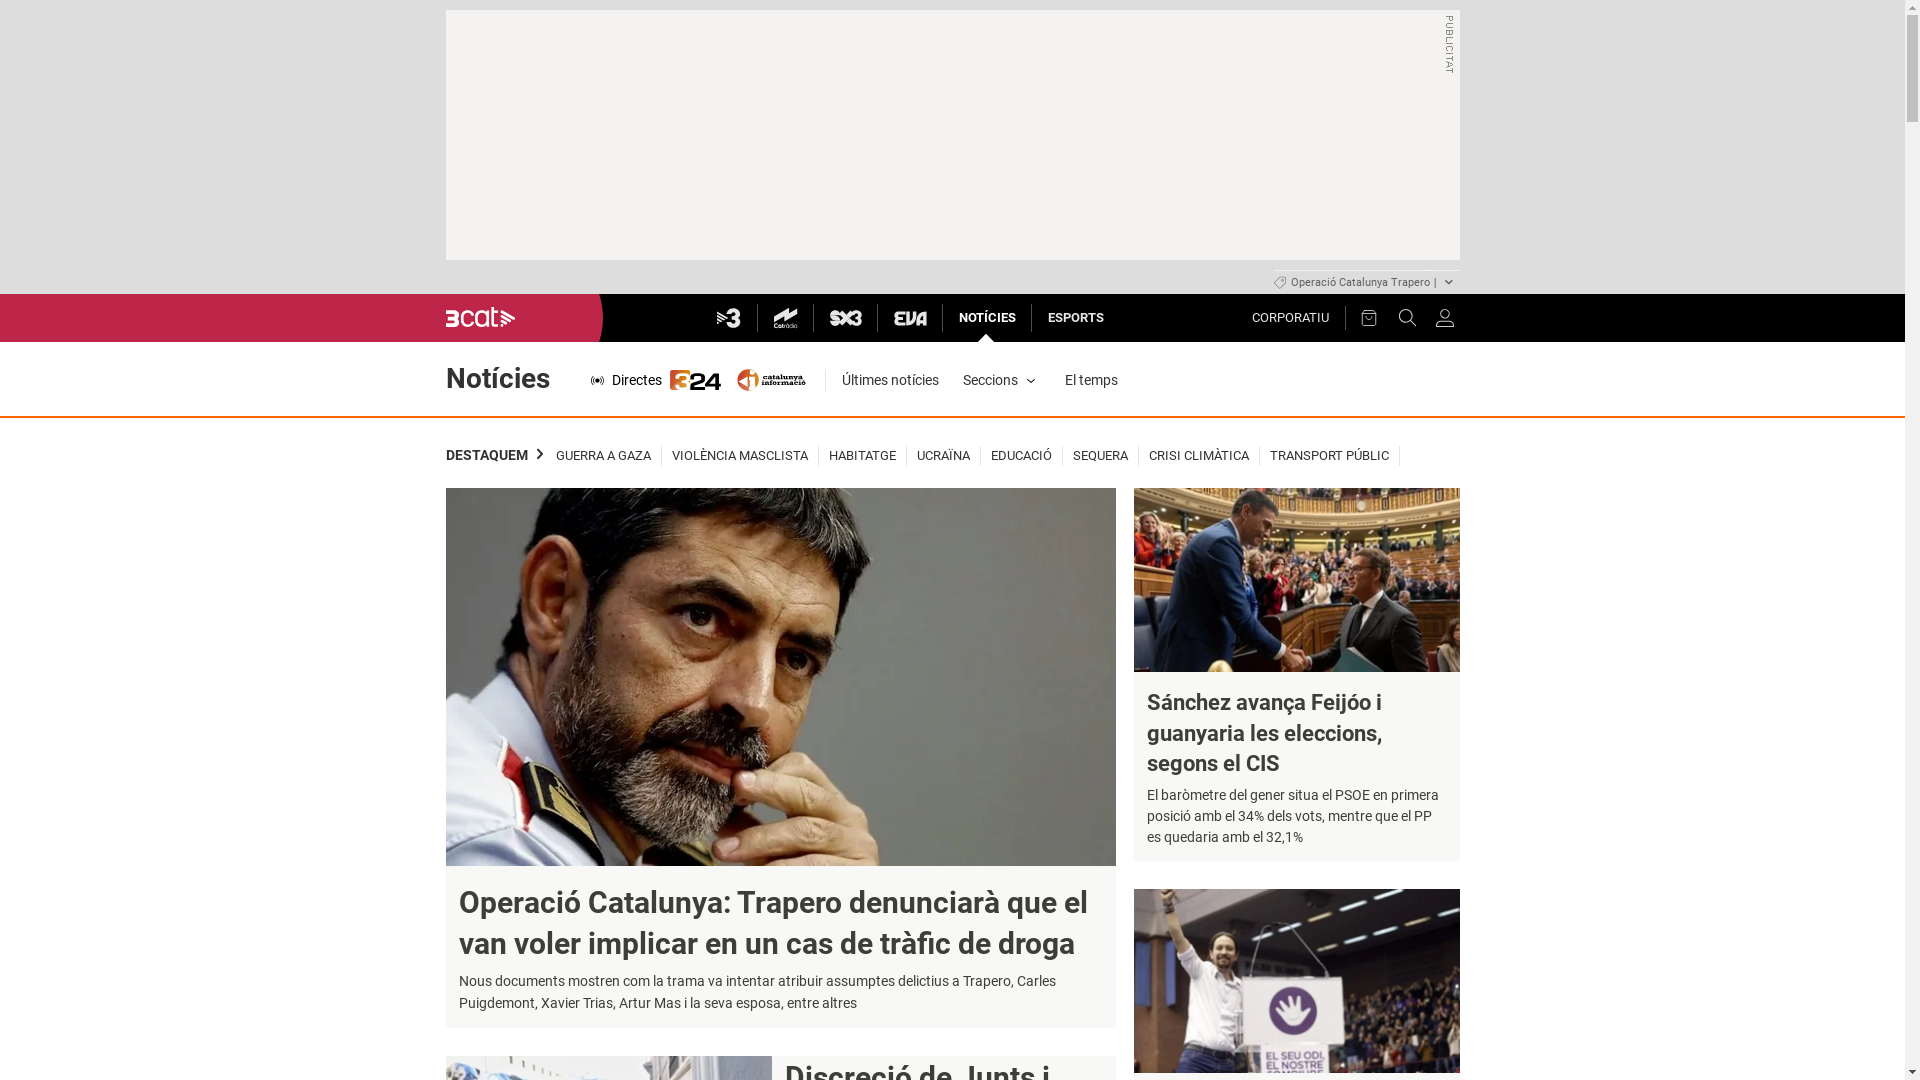 PUBLICITAT
Operació Catalunya Trapero |
3cat
3
Catràdio
SX3
EVA
NOTÍCIES
ESPORTS
CORPORATIU
Notícies
Directes
324
catalunya
informació
Últimes notícies
Seccions
El temps
DESTAQUEM
GUERRA A GAZA
VIOLÈNCIA MASCLISTA
HABITATGE
UCRAÏNA
EDUCACIÓ
SEQUERA
CRISI CLIMÀTICA
TRANSPORT PÚBLIC
Operació Catalunya: Trapero denunciarà que el
van voler implicar en un cas de tràfic de droga
Nous documents mostren com la trama va intentar atribuir assumptes delictius a Trapero, Carles
Puigdemont, Xavier Trias, Artur Mas i la seva esposa, entre altres
Discreció de Junts i
Sánchez avança Feijóo i
guanyaria les eleccions,
segons el CIS
El baròmetre del gener situa el PSOE en primera
posició amb el 34% dels vots, mentre que el PP
es quedaria amb el 32,1%
EL SEU ODI,
EL NOSTRE
SOMRIURE